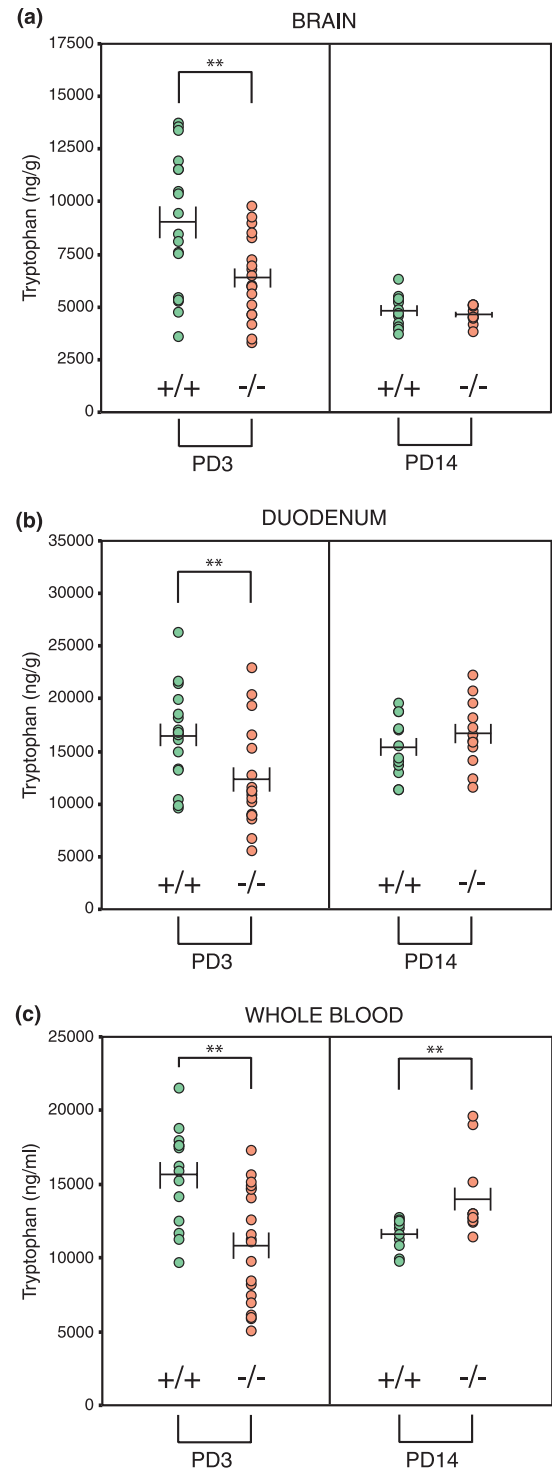 (a) BRAIN
17500
15000
12500
10000
7500
5000
2500
0
Tryptophan (ng/g)
**
+/+ -/- +/+ -/-
PD3 PD14
(b) DUODENUM
35000
30000
25000
20000
15000
10000
5000
0
Tryptophan (ng/g)
**
+/+ -/- +/+ -/-
PD3 PD14
(c) WHOLE BLOOD
25000
20000
15000
10000
5000
0
Tryptophan (ng/ml)
** **
+/+ -/- +/+ -/-
PD3 PD14